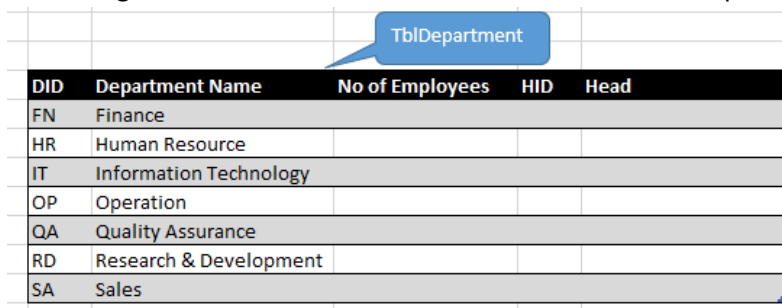 TblDepartment
DID Department Name No of Employees HID Head
FN Finance
HR Human Resource
IT Information Technology
OP Operation
QA Quality Assurance
RD Research & Development
SA Sales